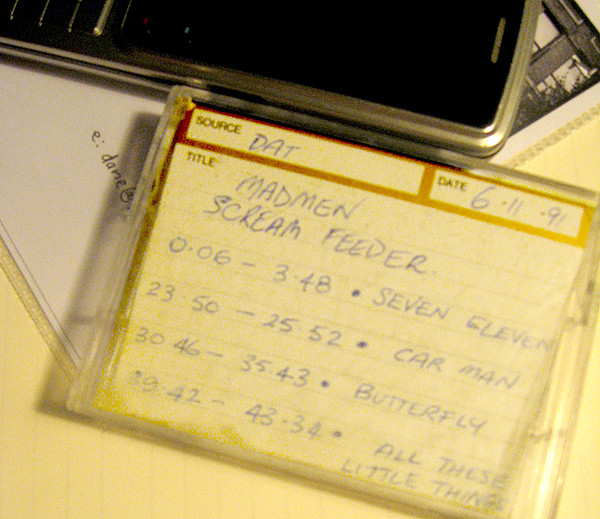 e: daniel@
SOURCE DAT
DATE 6.11.91
TITLE:
MADMEN
SCREAM FEEDER.
0.06 - 3.48 • SEVEN ELEVEN
23.50 - 25.52 • CAR MAN
30.46 - 35.43 • BUTTERFLY
39.42 - 43.34 • ALL THESE
LITTLE THINGS